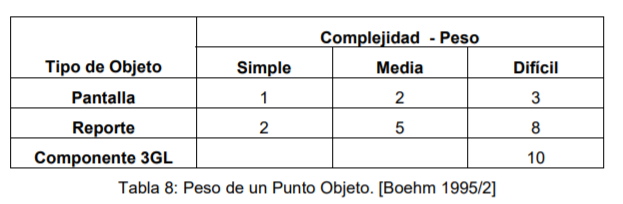 Complejidad - Peso
Tipo de Objeto Simple Media Difícil
Pantalla 1 2 3
Reporte 2 5 8
Componente 3GL 10
Tabla 8: Peso de un Punto Objeto. [Boehm 1995/2]